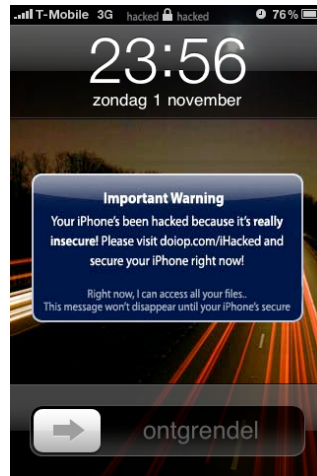 T-Mobile 3G hacked hacked 76%
23:56
zondag 1 november
Important Warning
Your iPhone's been hacked because it's really
insecure! Please visit doiop.com/iHacked and
secure your iPhone right now!
Right now, I can access all your files..
This message won't disappear until your iPhone's secure
ontgrendel